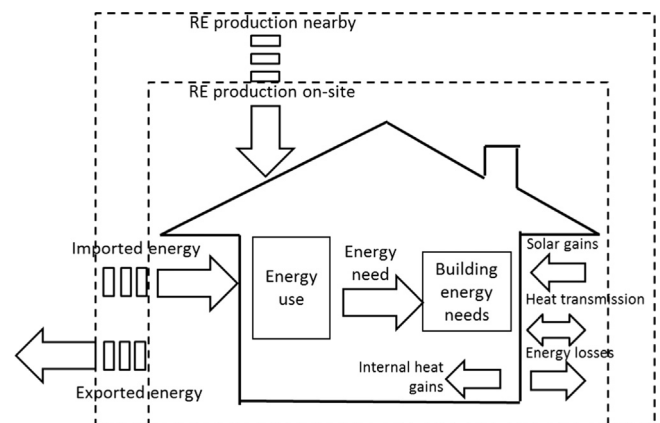 RE production nearby
RE production on-site
Imported energy
Energy
use
Energy
need
Building
energy
needs
Solar gains
Heat transmission
Energy losses
Internal heat
gains
Exported energy